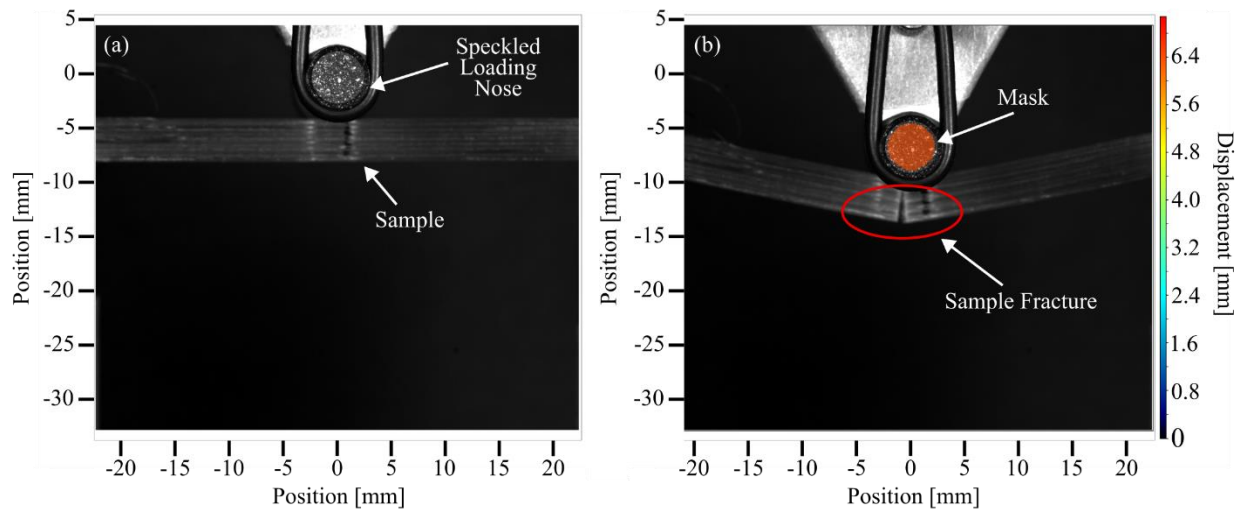 (a)
Speckled
Loading
Nose
Sample
5
0
-5
-10
-15
-20
-25
-30
Position [mm]
-20 -15 -10 -5 0 5 10 15 20
Position [mm]
(b)
Mask
Sample Fracture
5
0
-5
-10
-15
-20
-25
-30
Position [mm]
-20 -15 -10 -5 0 5 10 15 20
Position [mm]
6.4
5.6
4.8
4.0
3.2
2.4
1.6
0.8
0
Displacement [mm]